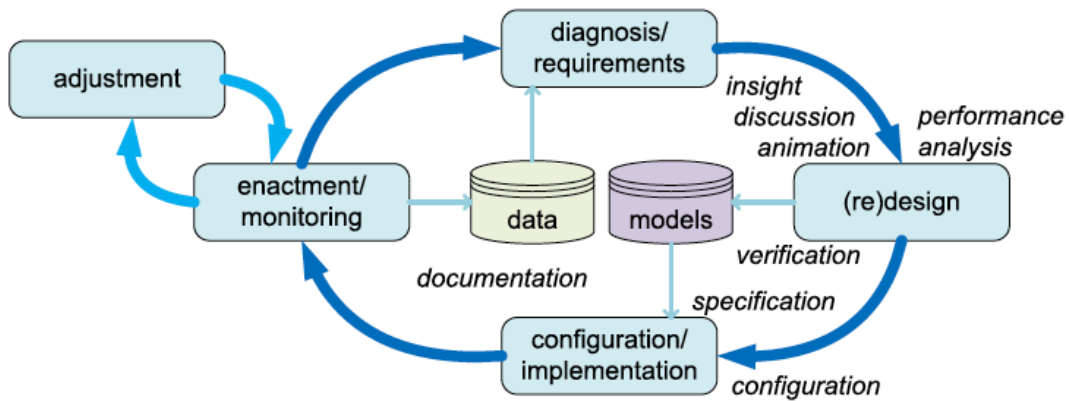 diagnosis/
requirements
adjustment
insight
discussion
animation
performance
analysis
enactment/
monitoring
data
models
(re)design
verification
documentation
specification
configuration/
implementation
configuration